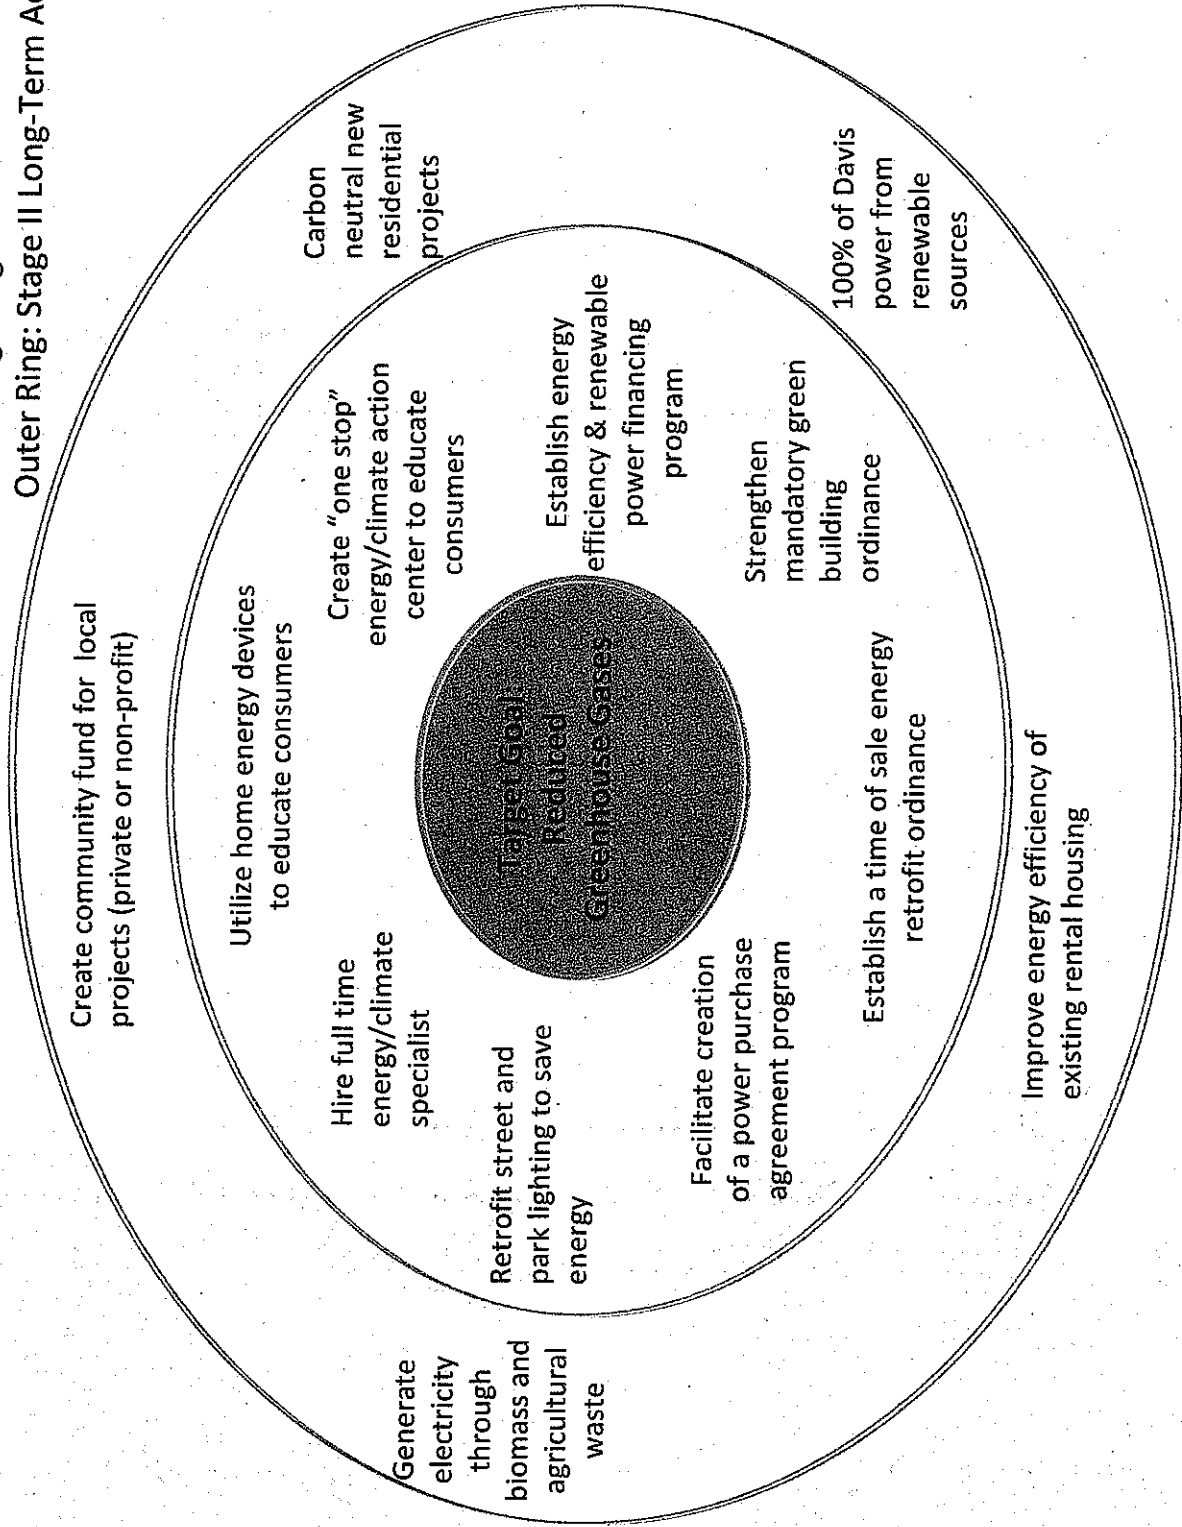 Outer Ring: Stage II Long-Term
Create community fund for local
projects (private or non-profit)
Utilize home energy devices
to educate consumers
Carbon
neutral new
residential
projects
Create “one stop”
energy/climate action
center to educate
consumers
Hire full time
energy/climate
specialist
Generate
electricity
through
biomass and
agricultural
waste
Retrofit street and
park lighting to save
energy
Target Goal:
Reduced
Greenhouse Gases
Establish energy
efficiency & renewable
power financing
program
Facilitate creation
of a power purchase
agreement program
Strengthen
mandatory green
building
ordinance
100% of Davis
power from
renewable
sources
Establish a time of sale energy
retrofit ordinance
Improve energy efficiency of
existing rental housing